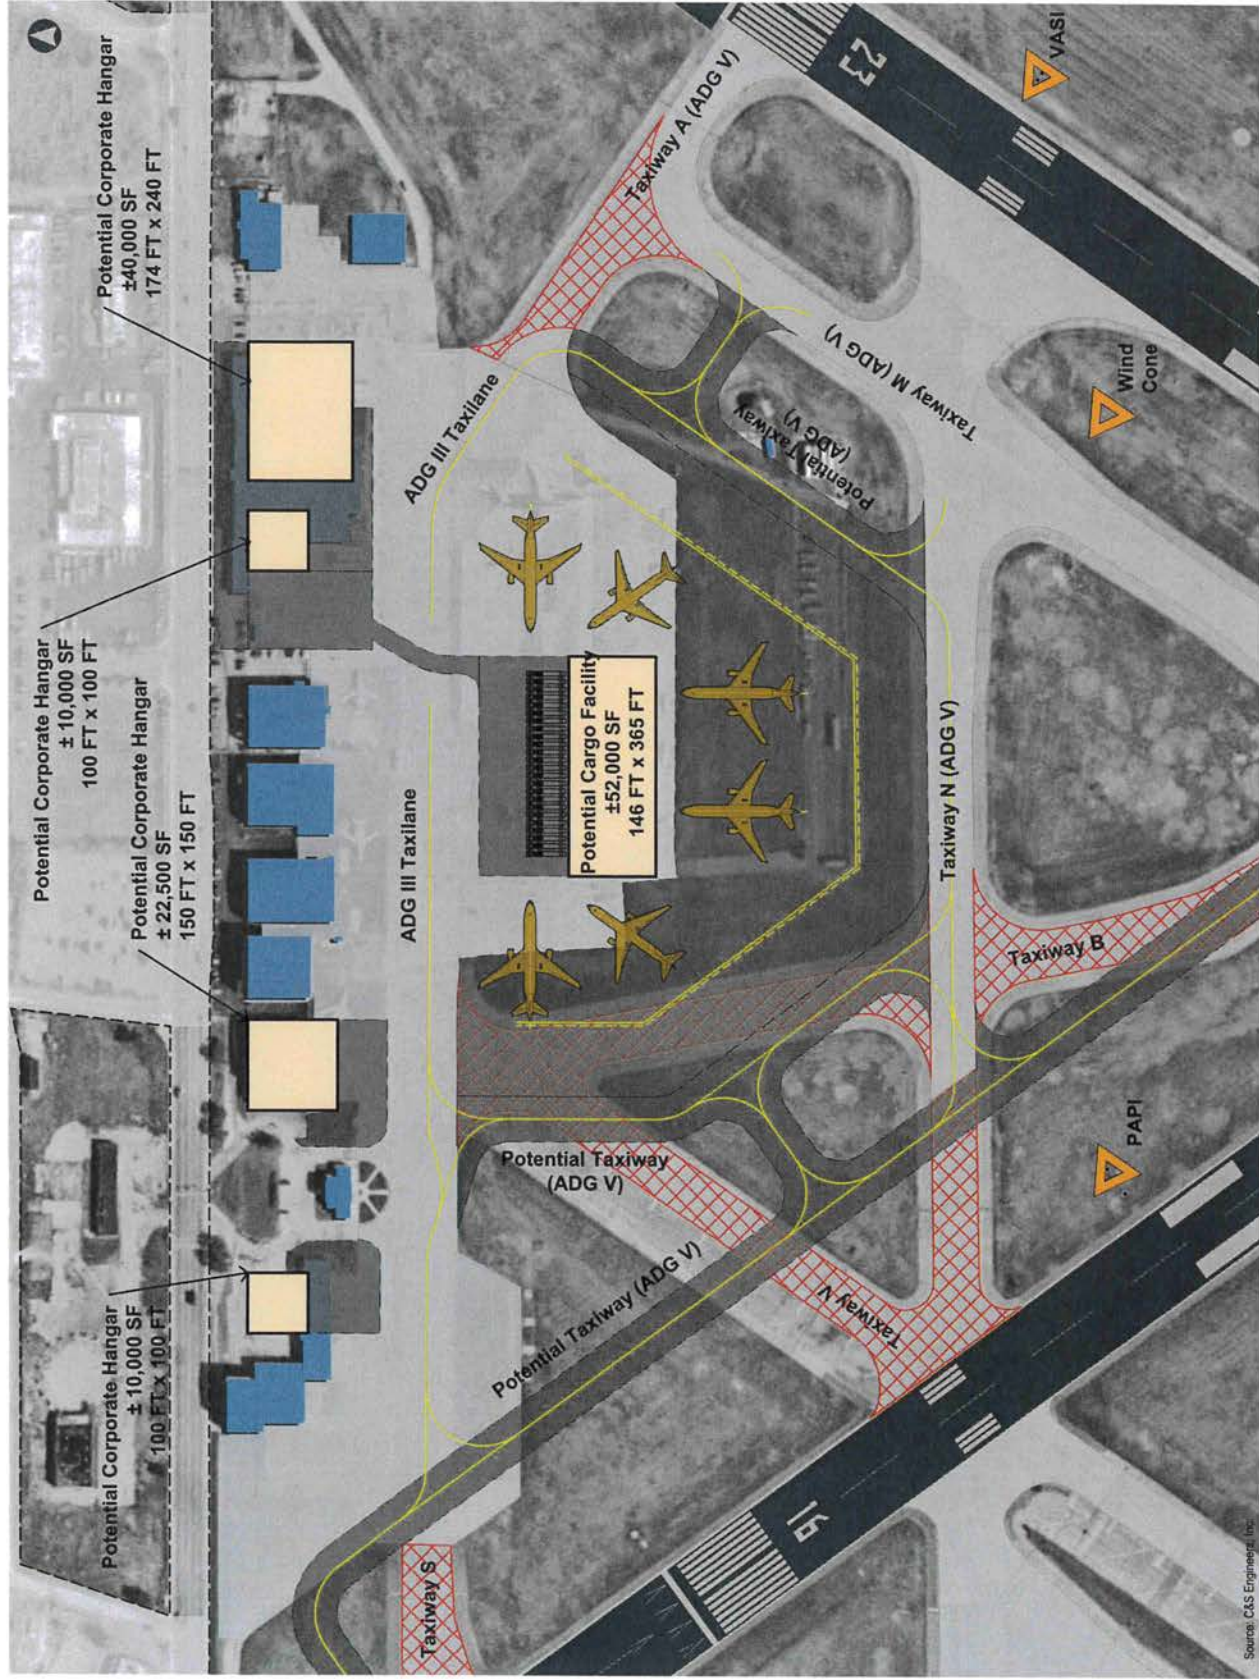 Potential Corporate Hangar
± 10,000 SF
100 FT x 100 FT
Potential Corporate Hangar
± 22,500 SF
150 FT x 150 FT
Potential Corporate Hangar
± 10,000 SF
100 FT x 100 FT
Potential Corporate Hangar
±40,000 SF
174 FT x 240 FT
ADG III Taxilane
ADG III Taxilane
Potential Cargo Facility
±52,000 SF
146 FT X 365 FT
Potential Taxiway
(ADG V)
Potential Taxiway (ADG V)
Taxiway S
Taxiway V
Taxiway B
Taxiway N (ADG V)
Potential Taxiway
(ADG V)
Taxiway M (ADG V)
Taxiway A (ADG V)
16
23
PAPI
Wind
Cone
VASI
Source: C&S Engineers, Inc.